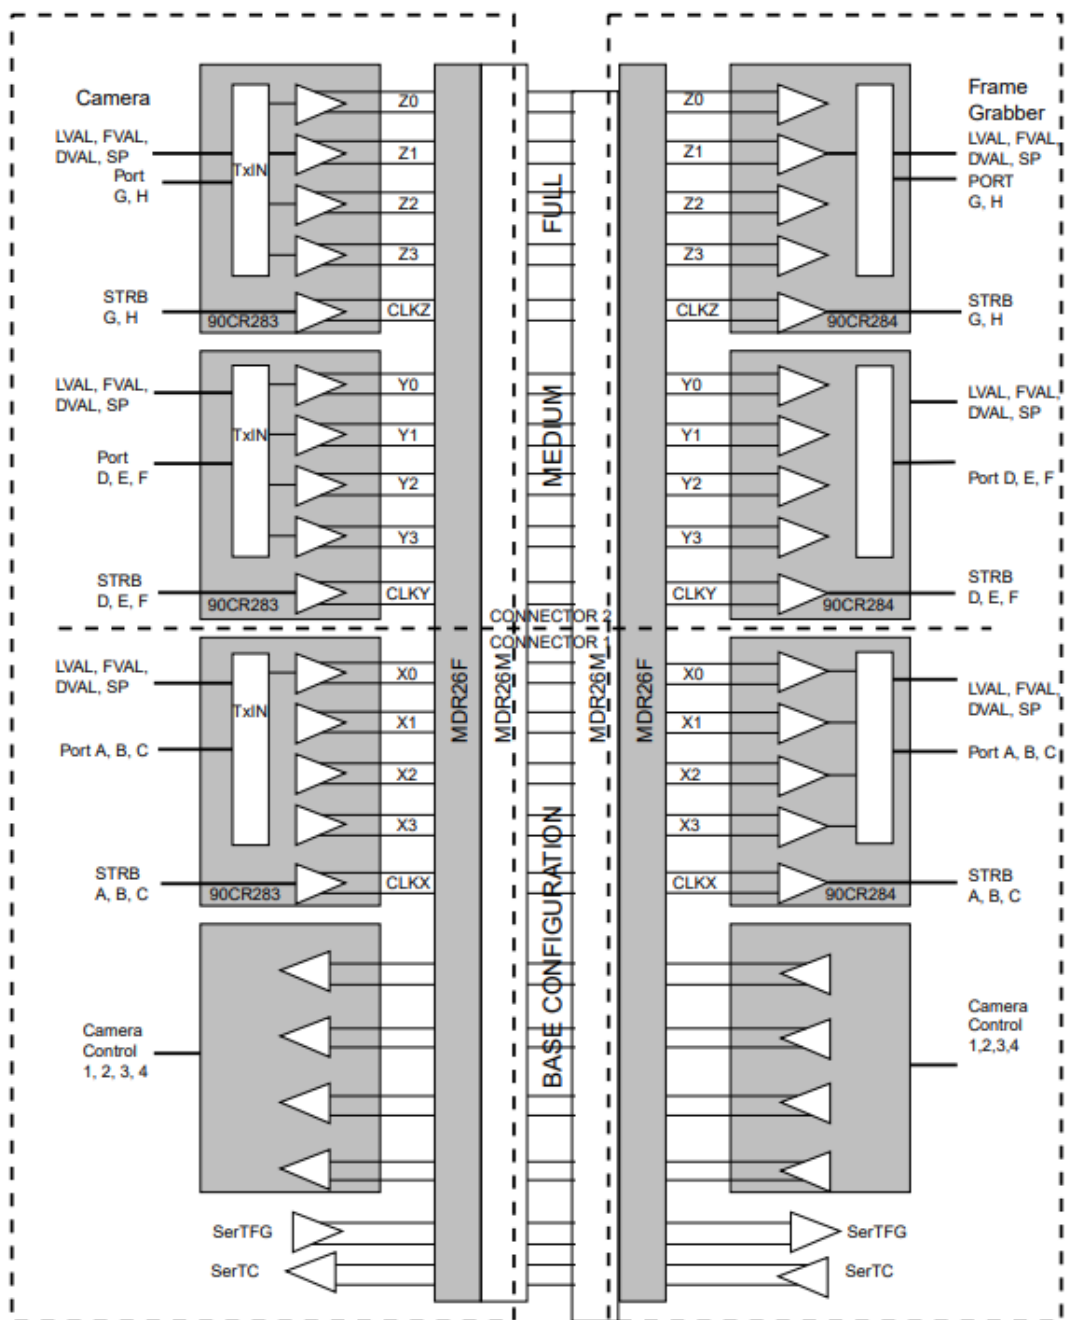 Camera
LVAL, FVAL,
DVAL, SP
Port
G, H
TxIN
Z0
Z1
Z2
Z3
STRB
G, H
90CR283
CLKZ
FULL
Z0
Z1
Z2
Z3
CLKZ
90CR284
Frame
Grabber
LVAL, FVAL,
DVAL, SP
PORT
G, H
STRB
G, H
LVAL, FVAL,
DVAL, SP
Port
D, E, F
TxIN
Y0
Y1
Y2
Y3
STRB
D, E, F
90CR283
CLKY
MEDIUM
Y0
Y1
Y2
Y3
CLKY
90CR284
LVAL, FVAL,
DVAL, SP
Port D, E, F
STRB
D, E, F
CONNECTOR 2
CONNECTOR 1
LVAL, FVAL,
DVAL, SP
Port A, B, C
TxIN
X0
X1
X2
X3
STRB
A, B, C
90CR283
CLKX
MDR26F
MDR26M
BASE CONFIGURATION
MDR26M
MDR26F
X0
X1
X2
X3
CLKX
90CR284
LVAL, FVAL,
DVAL, SP
Port A, B, C
STRB
A, B, C
Camera
Control
1, 2, 3, 4
Camera
Control
1,2,3,4
SerTFG
SerTC
SerTFG
SerTC